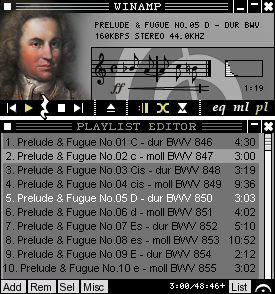 WINAMP
PRELUDE & FUGUE NO.05 D - DUR BWV
160KBPS STEREO 44.0KHZ
ff
1:19
eq ml pl
PLAYLIST EDITOR
1. Prelude & Fugue No.01 C - dur BWV 846 4:30
2. Prelude & Fugue No.02 c - moll BWV 847 3:00
3. Prelude & Fugue No.03 Cis - dur BWV 848 3:19
4. Prelude & Fugue No.04 cis - moll BWV 849 9:36
5. Prelude & Fugue No.05 D - dur BWV 850 3:03
6. Prelude & Fugue No.06 d - moll BWV 851 4:02
7. Prelude & Fugue No.07 Es - dur BWV 852 5:10
8. Prelude & Fugue No.08 es - moll BWV 853 10:52
9. Prelude & Fugue No.09 E - dur BWV 854 2:12
10. Prelude & Fugue No.10 e - moll BWV 855 3:02
Add Rem Sel Misc 3:00/48:46+ List